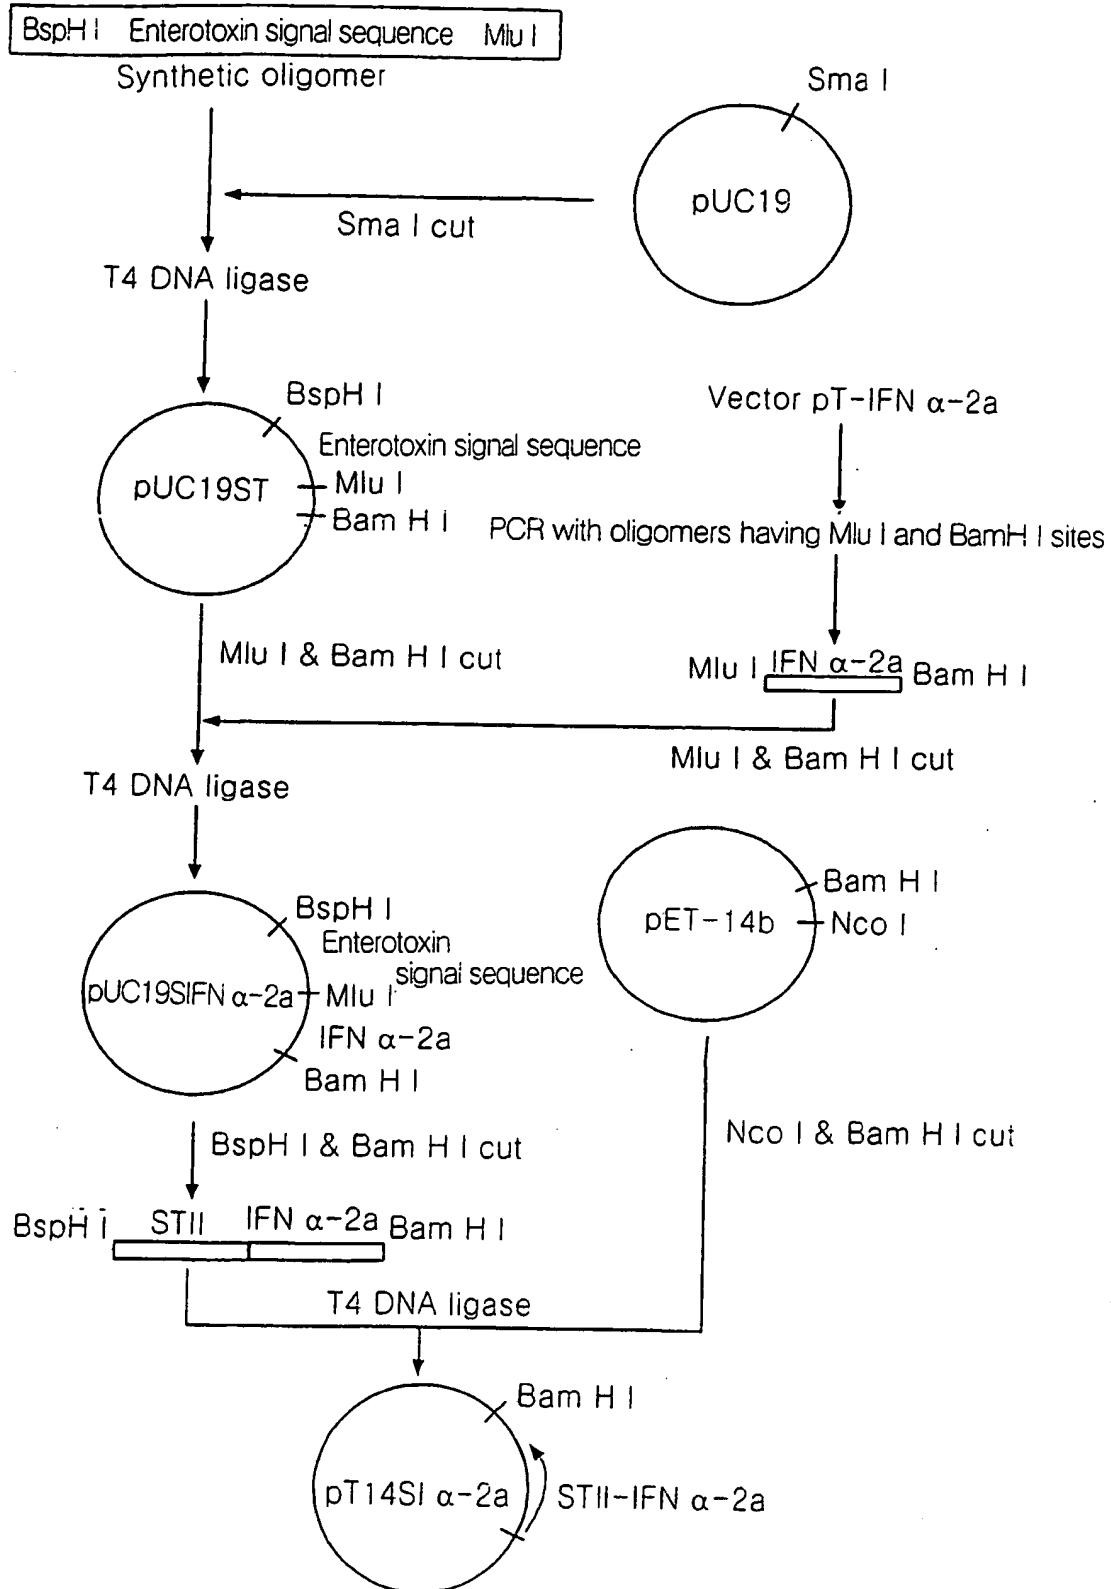 BspH I Enterotoxin signal sequence Mlu I
Synthetic oligomer
Sma I
pUC19
Sma I cut
T4 DNA ligase
BspH I
Enterotoxin signal sequence
pUC19ST
Mlu I
Bam H I
Vector pT-IFN α-2a
PCR with oligomers having Mlu I and BamH I sites
Mlu I & Bam H I cut
Mlu I IFN α-2a Bam H I
Mlu I & Bam H I cut
T4 DNA ligase
BspH I
Enterotoxin
signal sequence
pUC19SIFN α-2a
Mlu I
IFN α-2a
Bam H I
pET-14b
Bam H I
Nco I
BspH I & Bam H I cut
Nco I & Bam H I cut
BspH I STII IFN α-2a Bam H I
T4 DNA ligase
Bam H I
pT14SI α-2a
STII-IFN α-2a